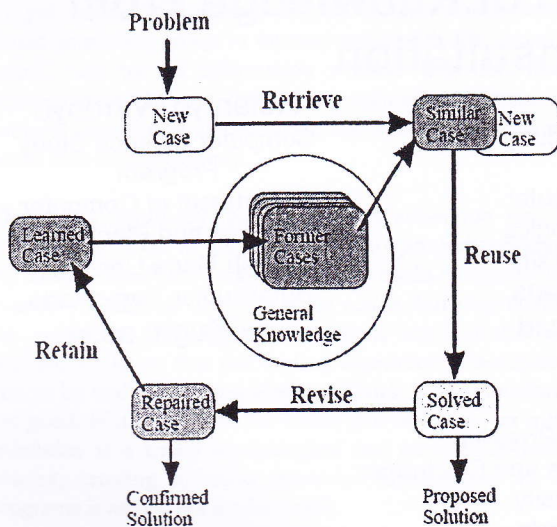 Problem
New
Case
Retrieve
Similar
Case
New
Case
Learned
Case
Former
Cases
General
Knowledge
Reuse
Retain
Repaired
Case
Revise
Solved
Case
Confirmed
Solution
Proposed
Solution